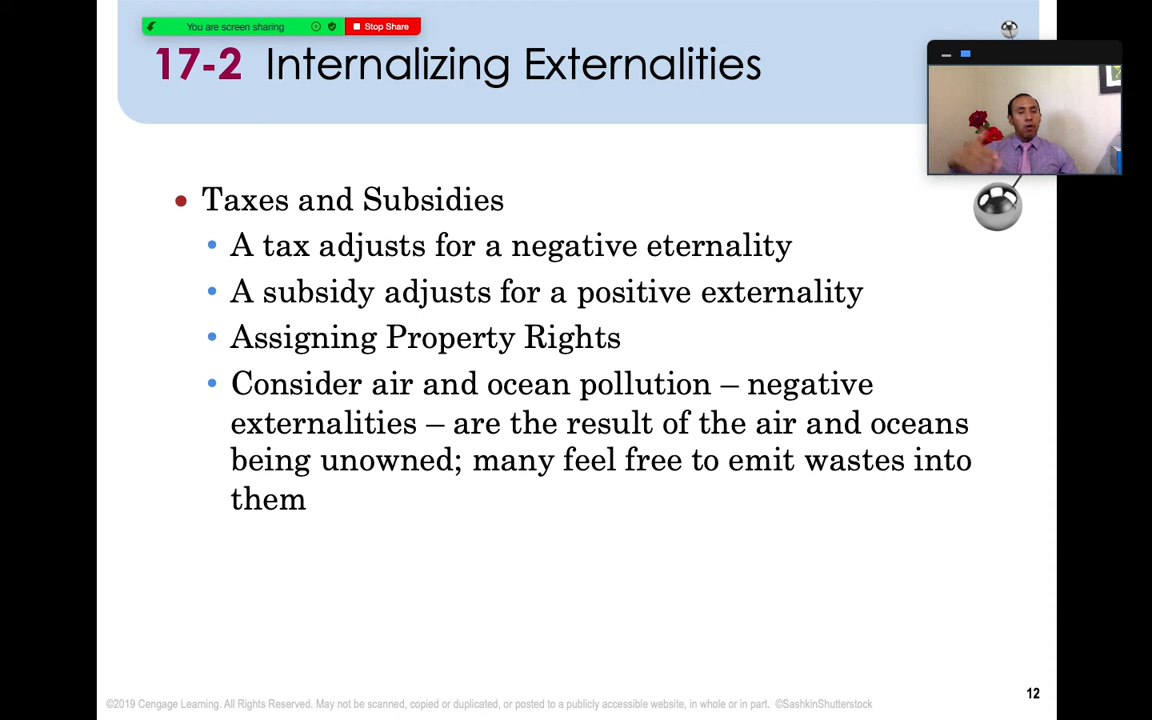 You are screen sharing
Stop Share
17-2 Internalizing Externalities
• Taxes and Subsidies
• A tax adjusts for a negative eternality
• A subsidy adjusts for a positive externality
• Assigning Property Rights
• Consider air and ocean pollution – negative
externalities – are the result of the air and oceans
being unowned; many feel free to emit wastes into
them
12
©2019 Cengage Learning. All Rights Reserved. May not be scanned, copied or duplicated, or posted to a publicly accessible website, in whole or in part. ©SashkinShutterstock